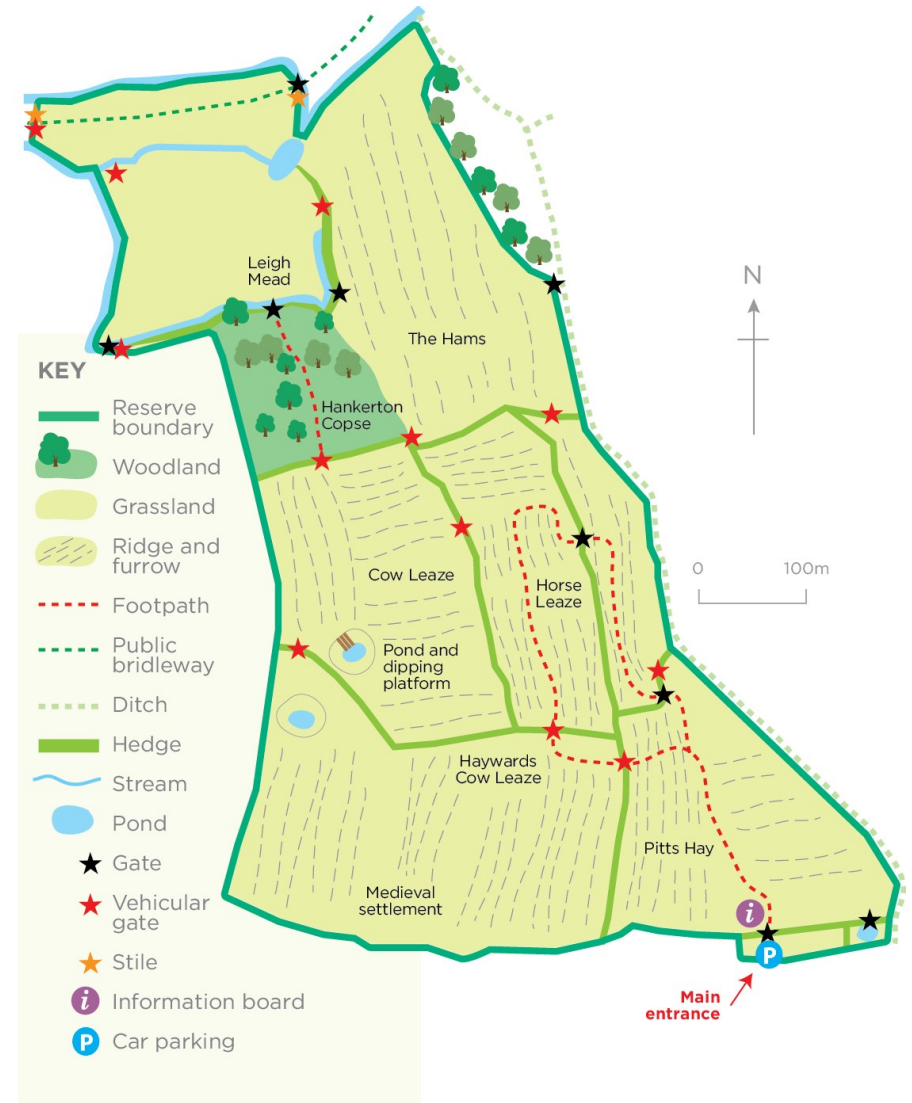 Leigh
Mead
The Hams
N
Hankerton
Copse
KEY
Reserve
boundary
Woodland
Grassland
Ridge and
furrow
Footpath
Public
bridleway
Ditch
Hedge
Stream
Pond
Gate
Vehicular
gate
Stile
i
Information board
P
Car parking
Cow Leaze
Horse
Leaze
0 100m
Pond and
dipping
platform
Haywards
Cow Leaze
Pitts Hay
Medieval
settlement
i
P
Main
entrance